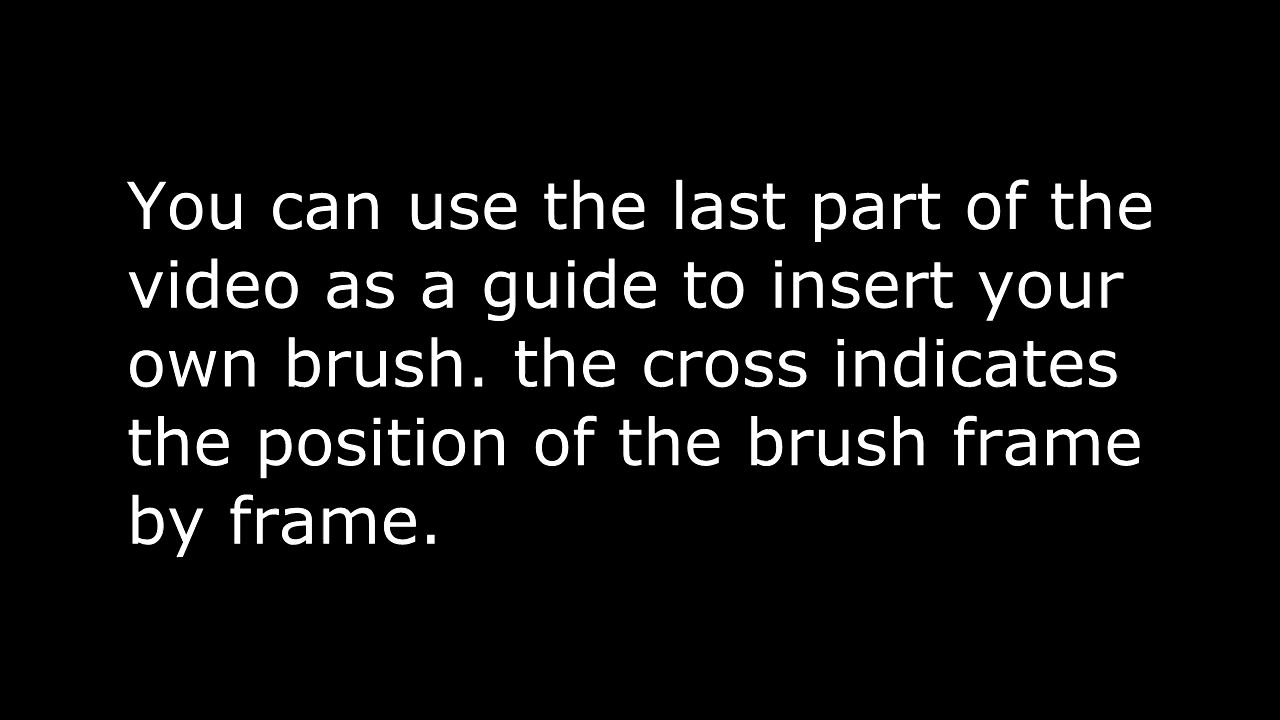 You can use the last part of the
video as a guide to insert your
own brush. the cross indicates
the position of the brush frame
by frame.